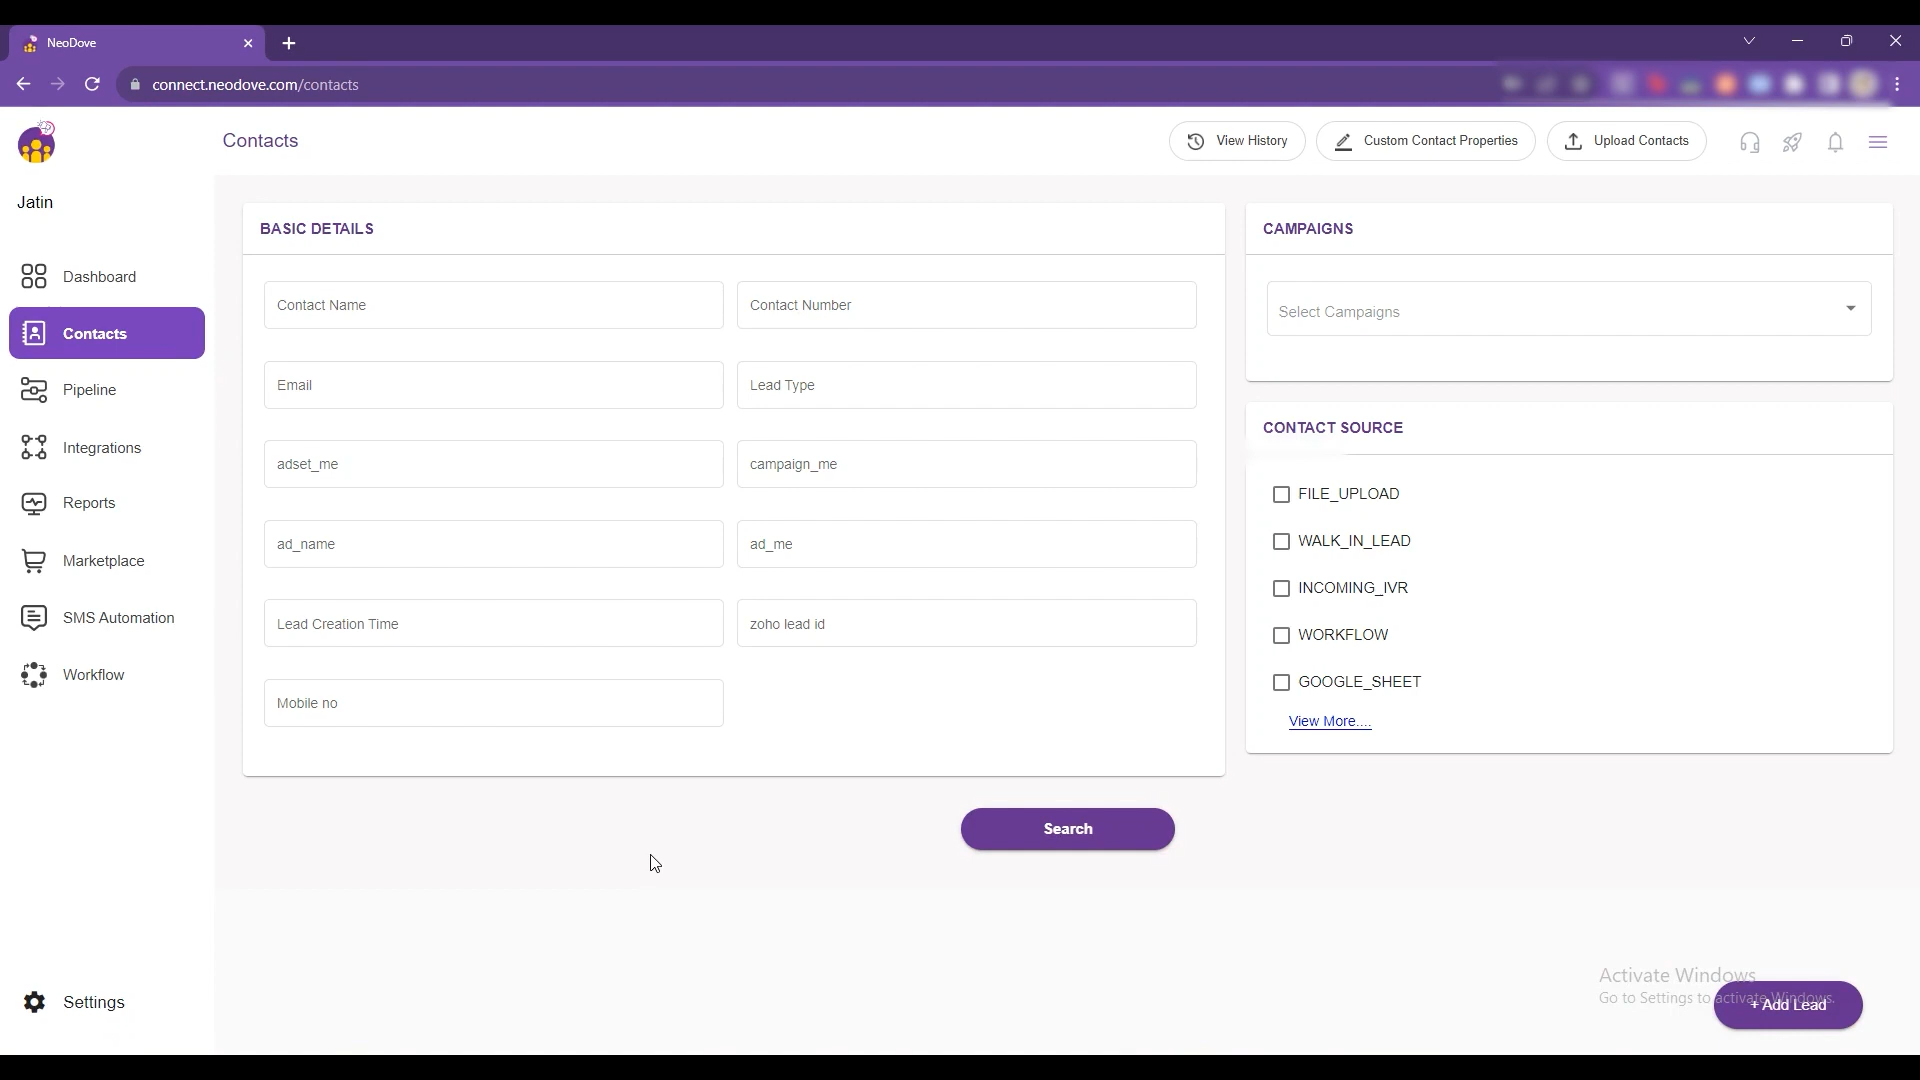 NeoDove
connect.neodove.com/contacts
Contacts
View History
Custom Contact Properties
Upload Contacts
Jatin
Dashboard
Contacts
Pipeline
Integrations
Reports
Marketplace
SMS Automation
Workflow
Settings
BASIC DETAILS
Contact Name
Contact Number
Email
Lead Type
adset_me
campaign_me
ad_name
ad_me
Lead Creation Time
zoho lead id
Mobile no
CAMPAIGNS
Select Campaigns
CONTACT SOURCE
FILE_UPLOAD
WALK_IN_LEAD
INCOMING_IVR
WORKFLOW
GOOGLE_SHEET
View More....
Search
Activate Windows
Go to Settings to activate Windows.
+ Add Lead